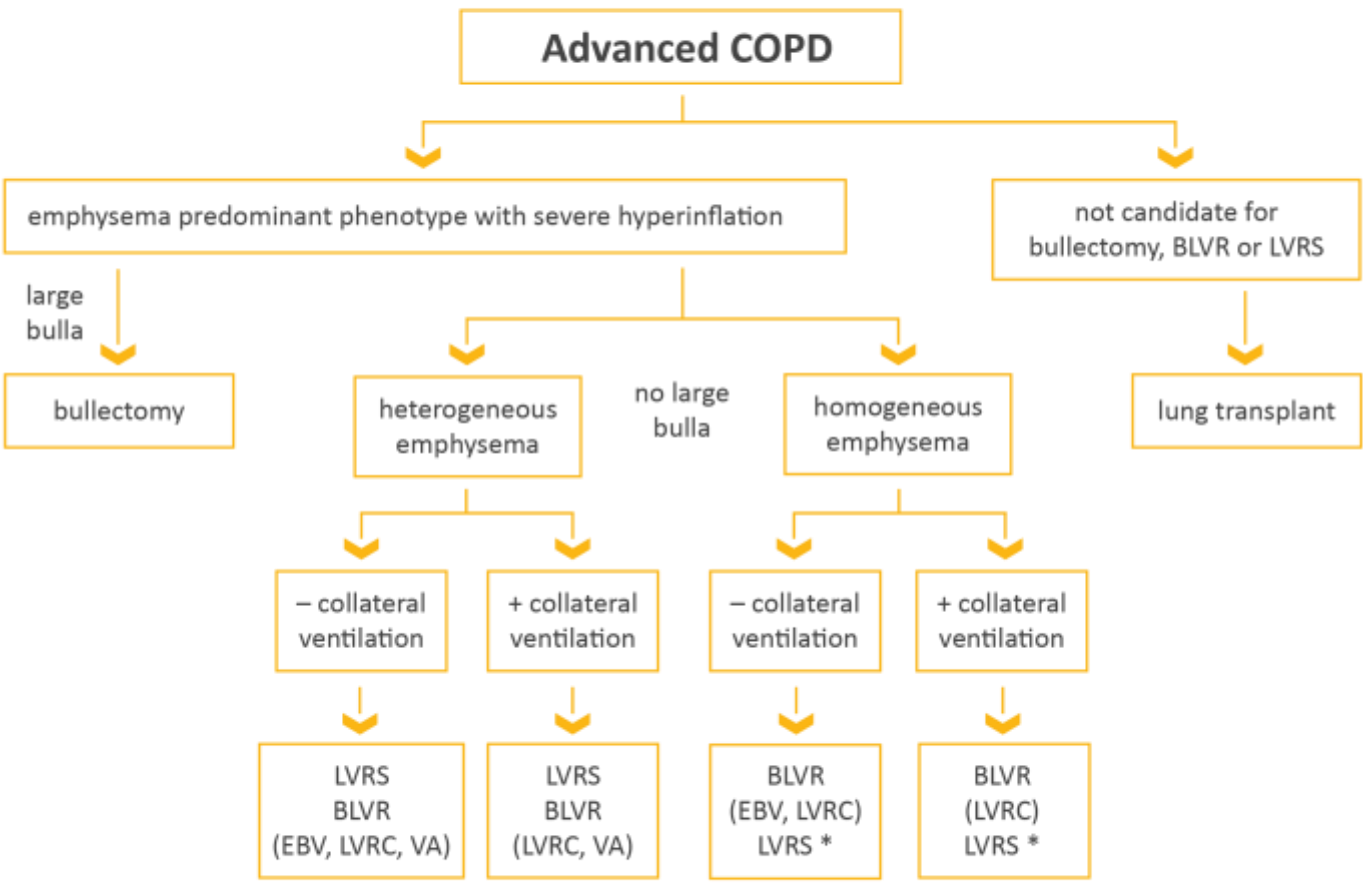 Advanced COPD
emphysema predominant phenotype with severe hyperinflation
not candidate for
bullectomy, BLVR or LVRS
large
bulla
bullectomy
heterogeneous
emphysema
no large
bulla
homogeneous
emphysema
lung transplant
– collateral
ventilation
+ collateral
ventilation
– collateral
ventilation
+ collateral
ventilation
LVRS
BLVR
(EBV, LVRC, VA)
LVRS
BLVR
(LVRC, VA)
BLVR
(EBV, LVRC)
LVRS *
BLVR
(LVRC)
LVRS *